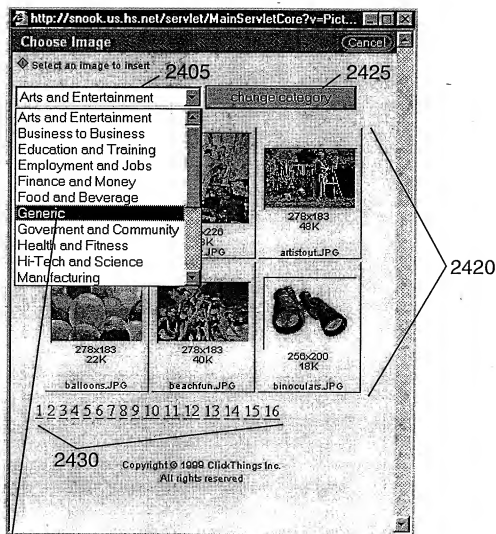 http://snook.us.hs.net/servlet/MainServletCore?v=Pict...
Choose Image
Cancel
Select an image to insert
2405
2425
Arts and Entertainment
change category
Arts and Entertainment
Business to Business
Education and Training
Employment and Jobs
Finance and Money
Food and Beverage
Generic
Goverment and Community
Health and Fitness
Hi-Tech and Science
Manufacturing
.JPG
278x183
48K
artistout.JPG
2420
278x183
22K
balloons.JPG
278x183
40K
beachfun.JPG
256x200
18K
binoculars.JPG
1 2 3 4 5 6 7 8 9 10 11 12 13 14 15 16
2430
Copyright © 1999 ClickThings Inc.
All rights reserved